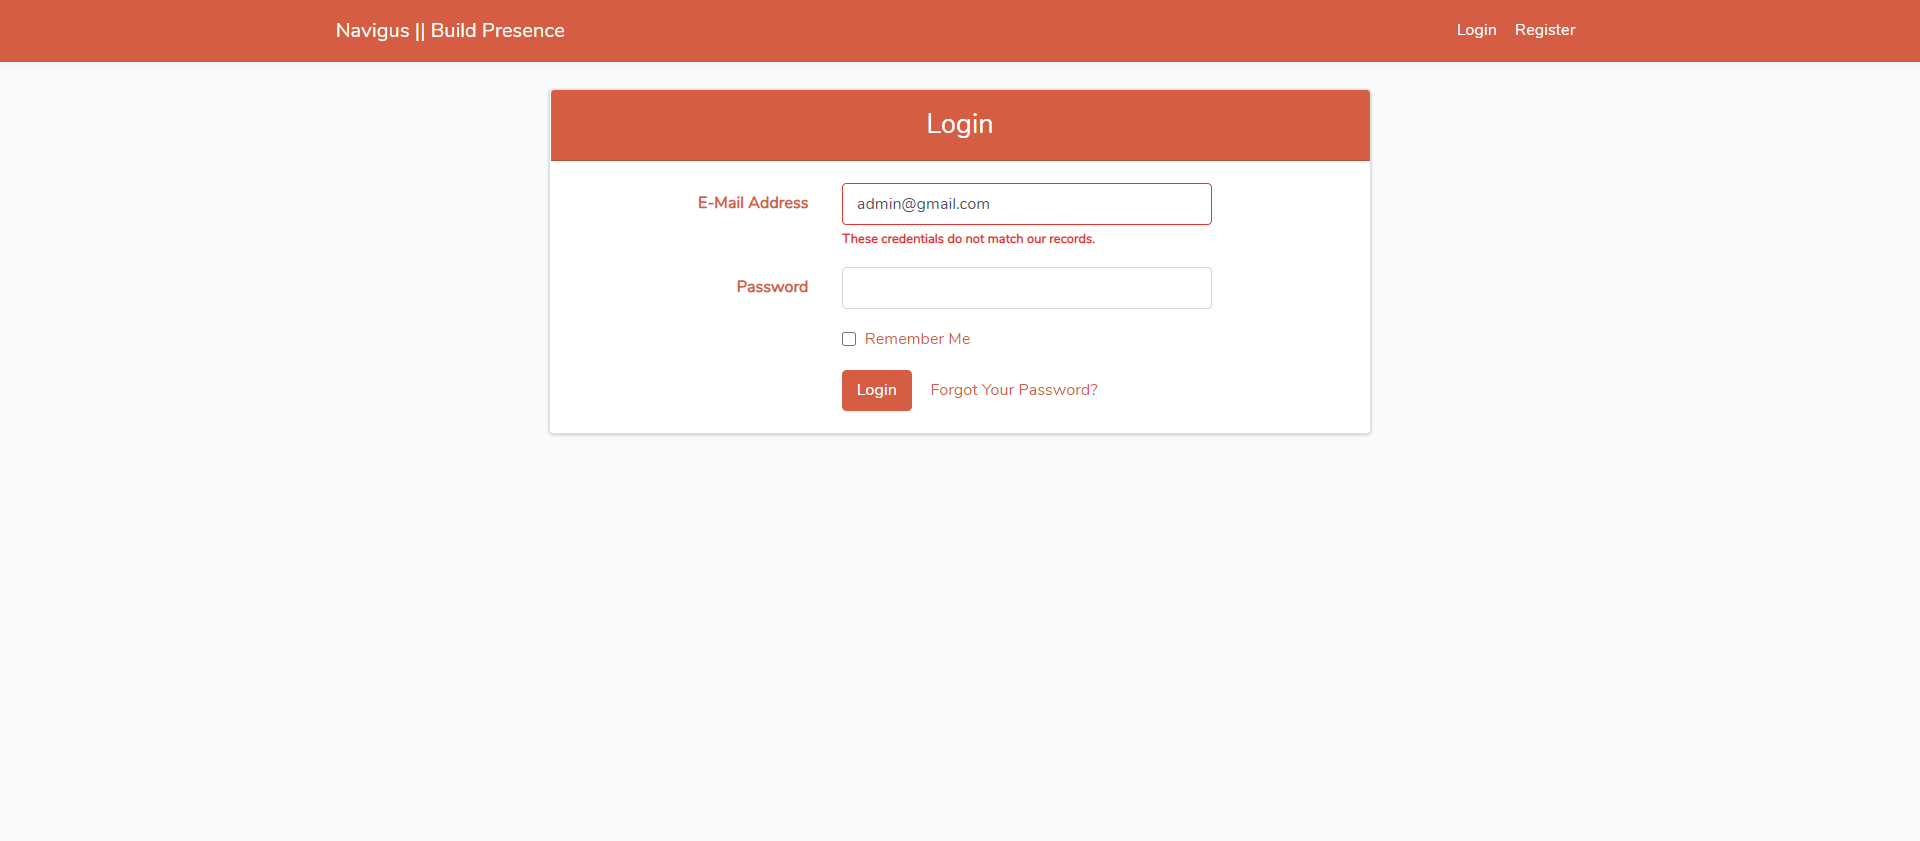 Navigus || Build Presence
Login Register
Login
E-Mail Address
admin@gmail.com
These credentials do not match our records.
Password
Remember Me
Login Forgot Your Password?